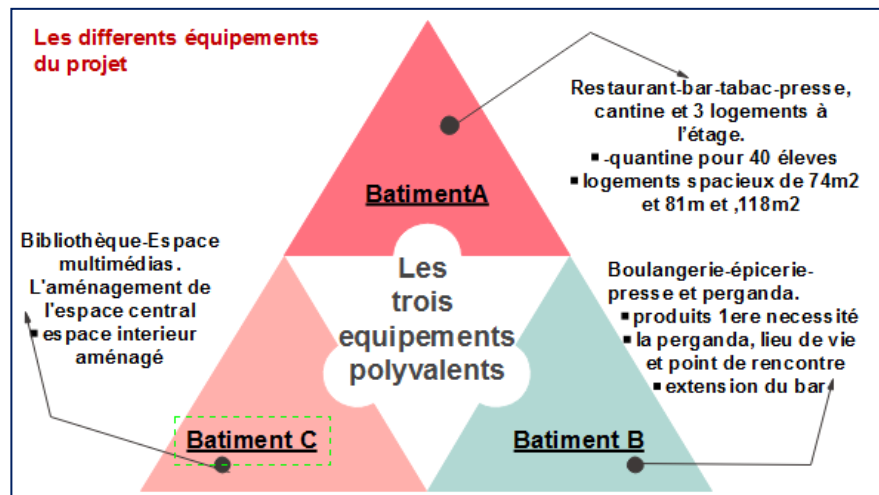 Les differents équipements
du projet
Restaurant-bar-tabac-presse,
cantine et 3 logements à
l'étage.
▪ -quantine pour 40 éleves
▪ logements spacieux de 74m2
et 81m et ,118m2
BatimentA
Bibliothèque-Espace
multimédias.
L'aménagement de
l'espace central
▪ espace interieur
aménagé
Les
trois
equipements
polyvalents
Boulangerie-épicerie-
presse et perganda.
▪ produits 1ere necessité
▪ la perganda, lieu de vie
et point de rencontre
▪ extension du bar
Batiment C
Batiment B